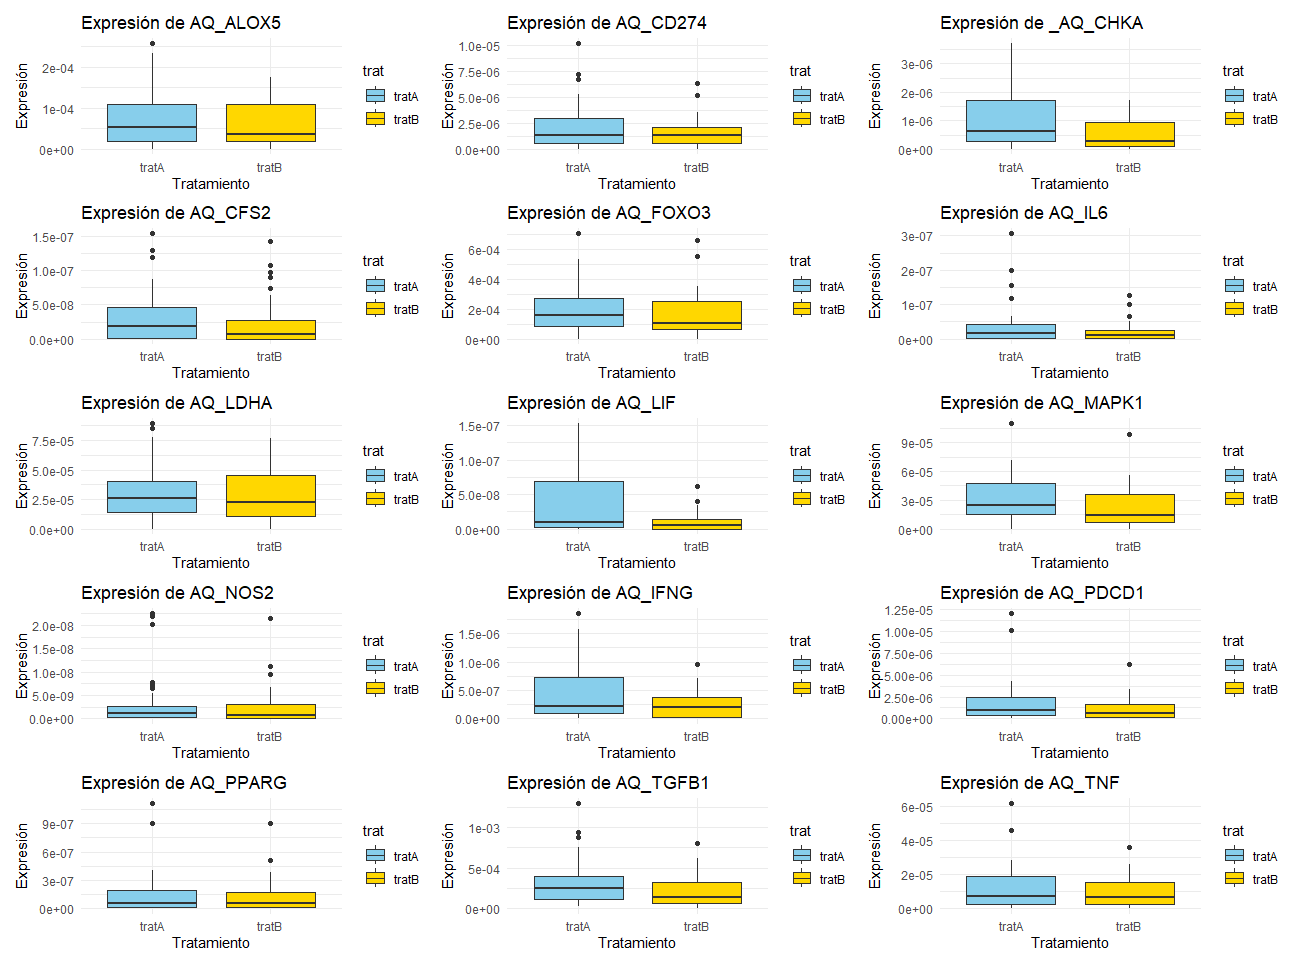 Expresión de AQ_ALOX5
Expresión
2e-04
1e-04
0e+00
tratA
tratB
Tratamiento
trat
tratA
tratB
Expresión de AQ_CD274
Expresión
1.0e-05
7.5e-06
5.0e-06
2.5e-06
0.0e+00
tratA
tratB
Tratamiento
trat
tratA
tratB
Expresión de _AQ_CHKA
Expresión
3e-06
2e-06
1e-06
0e+00
tratA
tratB
Tratamiento
trat
tratA
tratB
Expresión de AQ_CFS2
Expresión
1.5e-07
1.0e-07
5.0e-08
0.0e+00
tratA
tratB
Tratamiento
trat
tratA
tratB
Expresión de AQ_FOXO3
Expresión
6e-04
4e-04
2e-04
0e+00
tratA
tratB
Tratamiento
trat
tratA
tratB
Expresión de AQ_IL6
Expresión
3e-07
2e-07
1e-07
0e+00
tratA
tratB
Tratamiento
trat
tratA
tratB
Expresión de AQ_LDHA
Expresión
7.5e-05
5.0e-05
2.5e-05
0.0e+00
tratA
tratB
Tratamiento
trat
tratA
tratB
Expresión de AQ_LIF
Expresión
1.5e-07
1.0e-07
5.0e-08
0.0e+00
tratA
tratB
Tratamiento
trat
tratA
tratB
Expresión de AQ_MAPK1
Expresión
9e-05
6e-05
3e-05
0e+00
tratA
tratB
Tratamiento
trat
tratA
tratB
Expresión de AQ_NOS2
Expresión
2.0e-08
1.5e-08
1.0e-08
5.0e-09
0.0e+00
tratA
tratB
Tratamiento
trat
tratA
tratB
Expresión de AQ_IFNG
Expresión
1.5e-06
1.0e-06
5.0e-07
0.0e+00
tratA
tratB
Tratamiento
trat
tratA
tratB
Expresión de AQ_PDCD1
Expresión
1.25e-05
1.00e-05
7.50e-06
5.00e-06
2.50e-06
0.00e+00
tratA
tratB
Tratamiento
trat
tratA
tratB
Expresión de AQ_PPARG
Expresión
9e-07
6e-07
3e-07
0e+00
tratA
tratB
Tratamiento
trat
tratA
tratB
Expresión de AQ_TGFB1
Expresión
1e-03
5e-04
0e+00
tratA
tratB
Tratamiento
trat
tratA
tratB
Expresión de AQ_TNF
Expresión
6e-05
4e-05
2e-05
0e+00
tratA
tratB
Tratamiento
trat
tratA
tratB